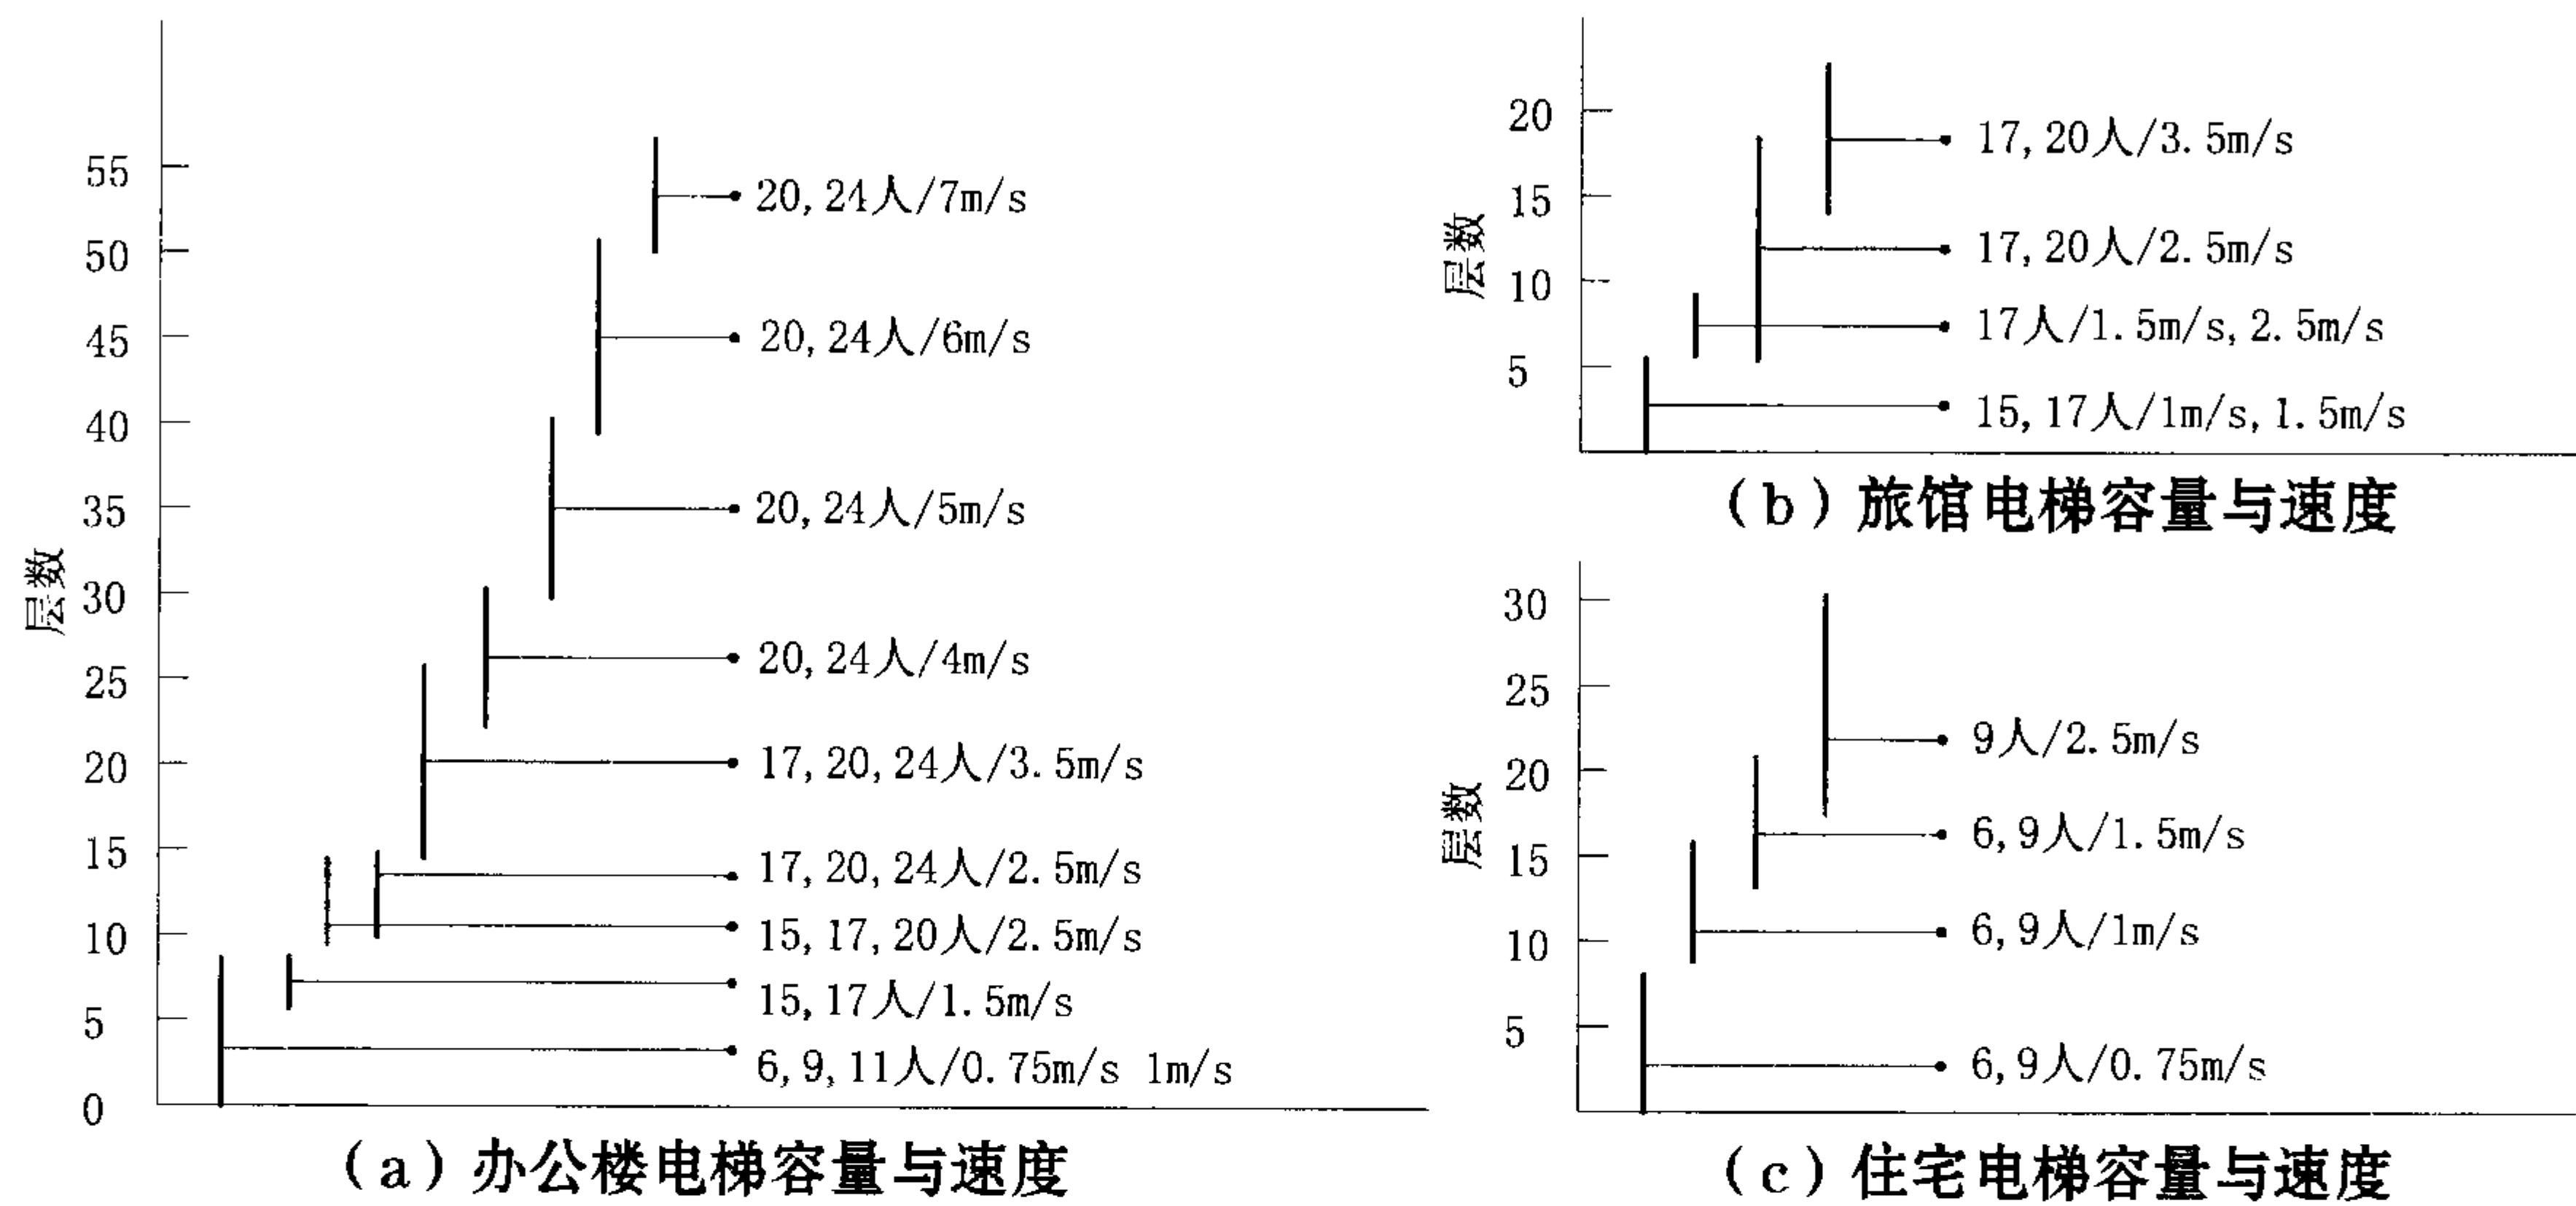 层数
55
50
45
40
35
30
25
20
15
10
5
0
20,24人/7m/s
20,24人/6m/s
20,24人/5m/s
20,24人/4m/s
17,20,24人/3.5m/s
17,20,24人/2.5m/s
15,17,20人/2.5m/s
15,17人/1.5m/s
6,9,11人/0.75m/s 1m/s
(a)办公楼电梯容量与速度
层数
20
15
10
5
17,20人/3.5m/s
17,20人/2.5m/s
17人/1.5m/s,2.5m/s
15,17人/1m/s,1.5m/s
(b)旅馆电梯容量与速度
层数
30
25
20
15
10
5
9人/2.5m/s
6,9人/1.5m/s
6,9人/1m/s
6,9人/0.75m/s
(c)住宅电梯容量与速度